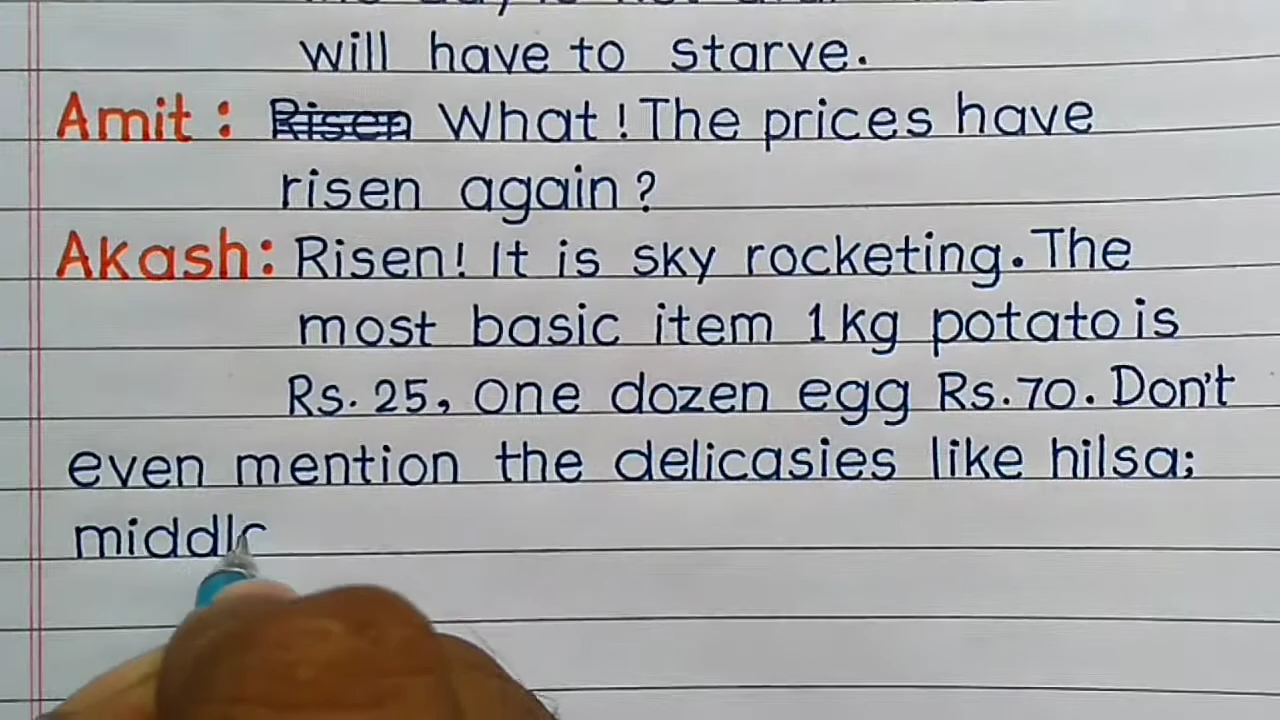 will have to starve.
Amit: Risen What! The prices have
risen again?
Akash: Risen! It is sky rocketing. The
most basic item 1kg potato is
Rs. 25, one dozen egg Rs. 70. Don't
even mention the delicasies like hilsa;
middle